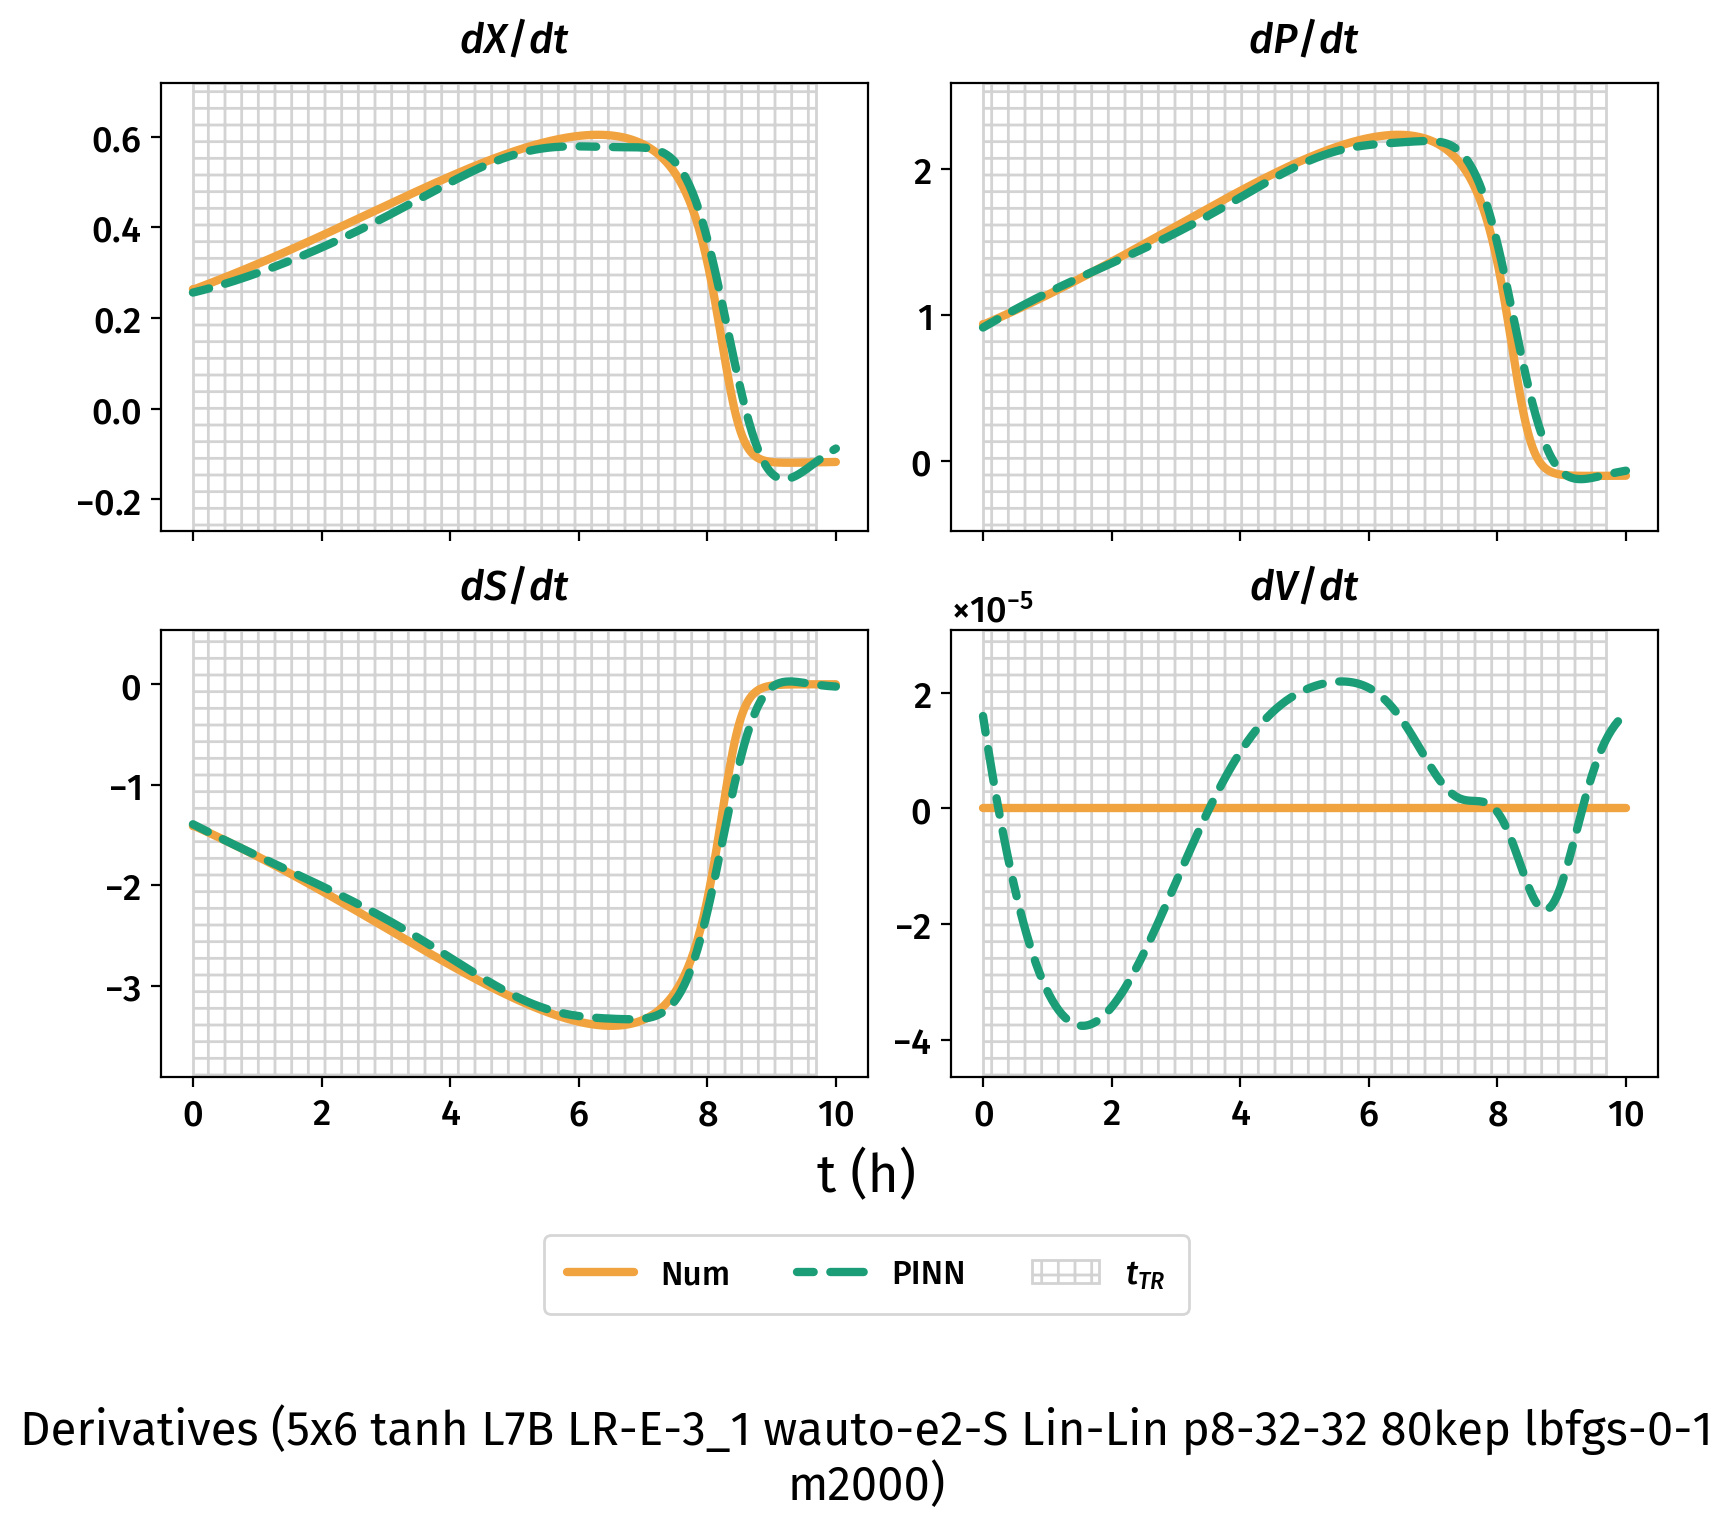 dX/dt
dP/dt
0.6
0.4
0.2
0.0
−0.2
2
1
0
dS/dt
dV/dt
×10⁻⁵
0
−1
−2
−3
2
0
−2
−4
0 2 4 6 8 10
0 2 4 6 8 10
t (h)
Num PINN t_TR
Derivatives (5x6 tanh L7B LR-E-3_1 wauto-e2-S Lin-Lin p8-32-32 80kep lbfgs-0-1
m2000)